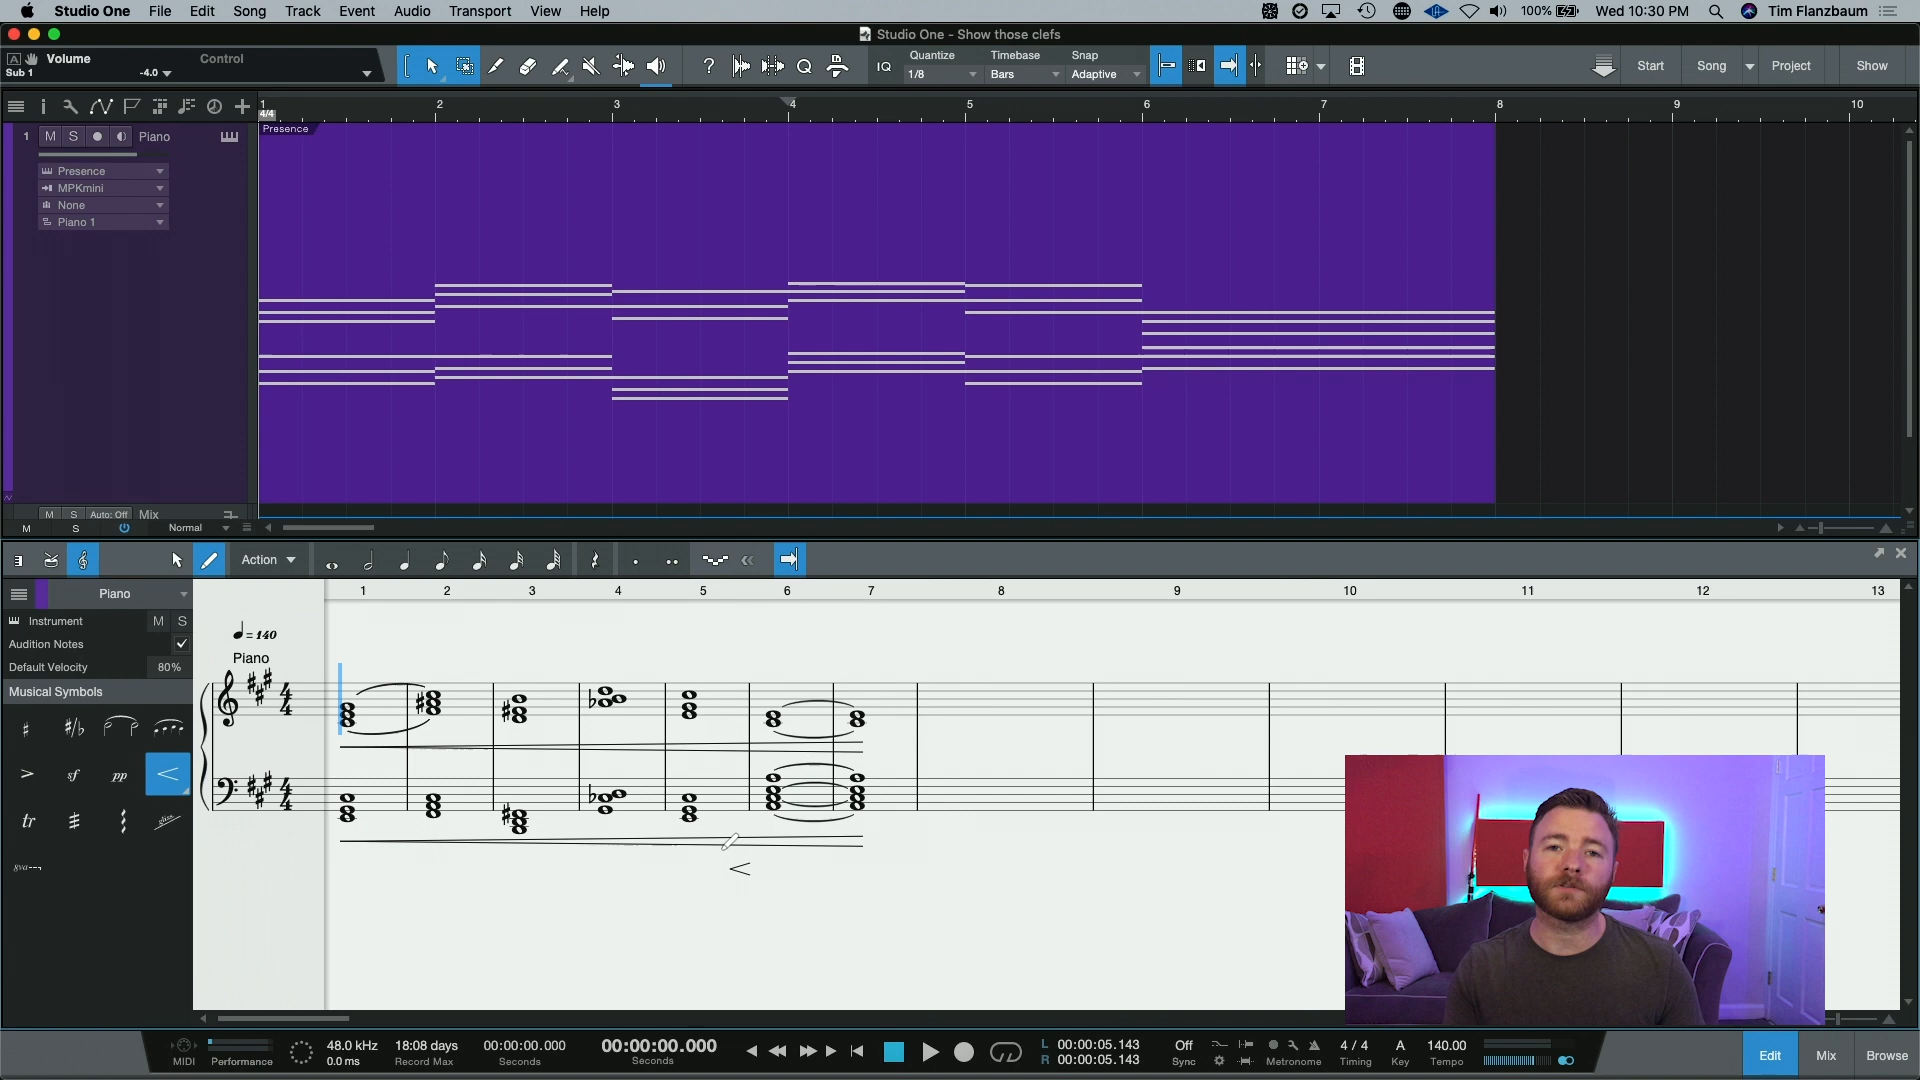 Studio One File Edit Song Track Event Audio Transport View Help 100% Wed 10:30 PM Tim Flanzbaum
Studio One - Show those clefs
A Volume Control
Sub 1 -4.0
? Q IQ Quantize Timebase Snap
1/8 Bars Adaptive
Start Song Project Show
1 2 3 4 5 6 7 8 9 10
4/4
Presence
1 M S Piano
Presence
MPKmini
None
Piano 1
M S Auto: Off Mix
M S Normal
Action
Piano 1 2 3 4 5 6 7 8 9 10 11 12 13
Instrument M S
Audition Notes
Default Velocity 80%
Musical Symbols
= 140
Piano
sf pp
tr gliss
8va
MIDI Performance
48.0 kHz
0.0 ms
18:08 days
Record Max
00:00:00.000
Seconds
00:00:00.000
Seconds
L 00:00:05.143
R 00:00:05.143
Off
Sync
Metronome
4 / 4
Timing
A
Key
140.00
Tempo
Edit Mix Browse